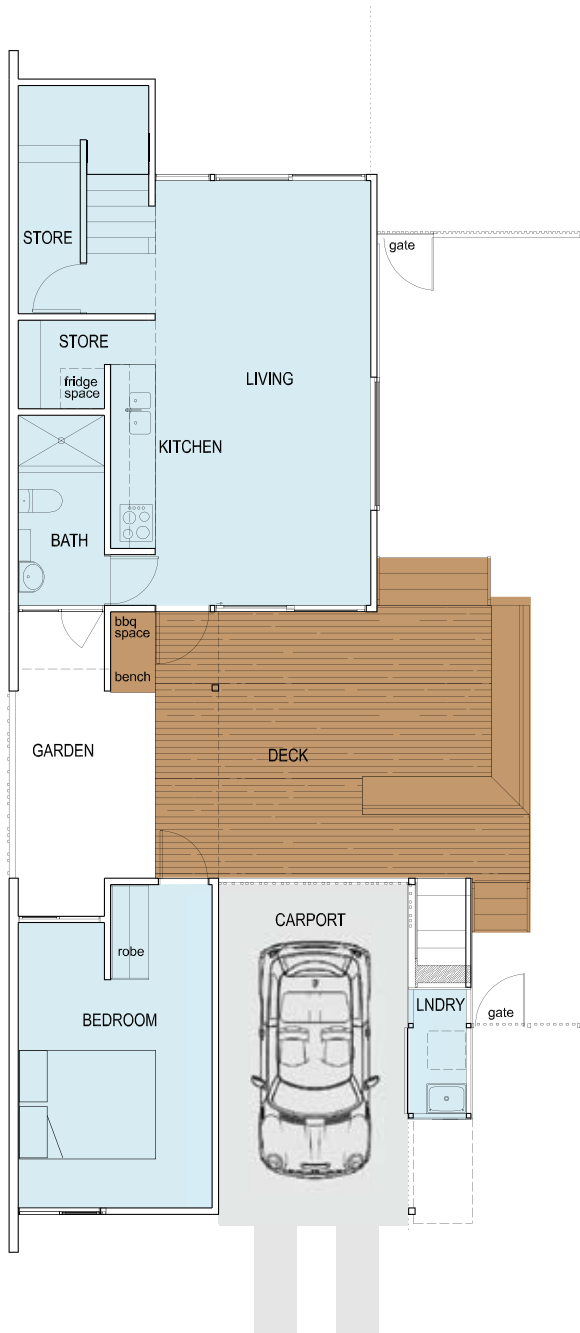 STORE
gate
STORE
fridge
space
LIVING
KITCHEN
BATH
bbq
space
bench
GARDEN
DECK
CARPORT
robe
LNDRY
gate
BEDROOM